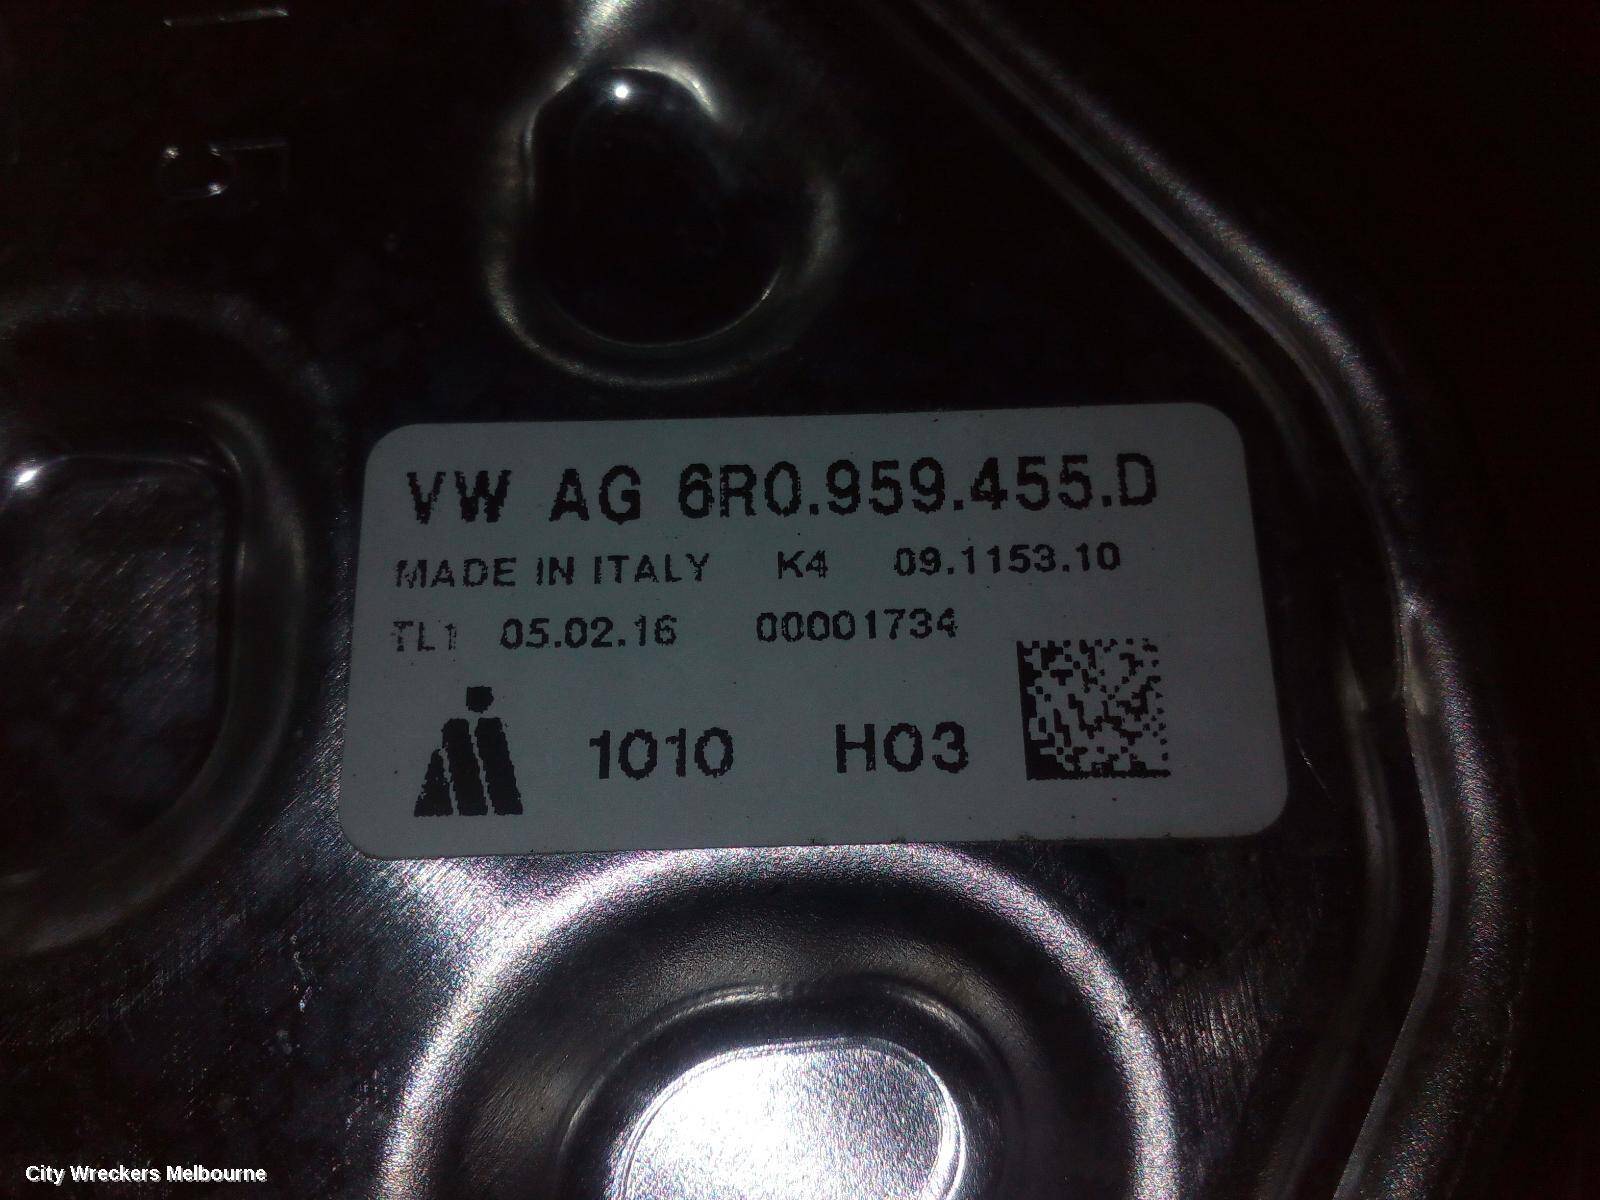 VW AG 6R0.959.455.D
MADE IN ITALY K4 09.1153.10
TL1 05.02.16 00001734
1010 H03
City Wreckers Melbourne